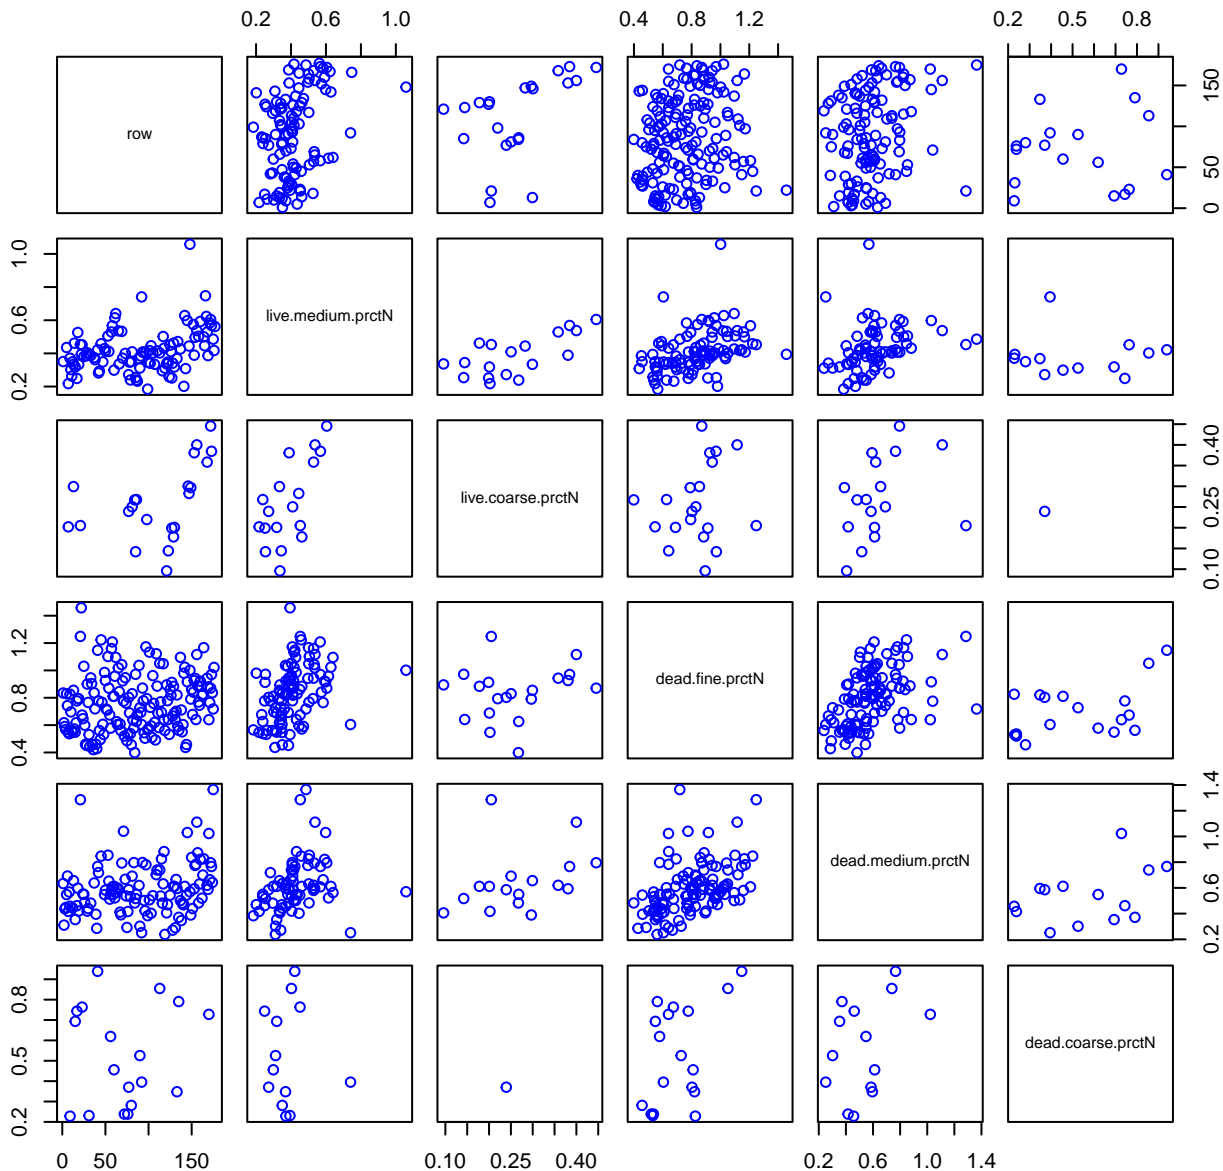 0.2 0.6 1.0 0.4 0.8 1.2 0.2 0.5 0.8
row
0 50 150
0.2 0.6 1.0
live.medium.prctN
live.coarse.prctN
0.10 0.25 0.40
0.4 0.8 1.2
dead.fine.prctN
dead.medium.prctN
0.2 0.6 1.0 1.4
0.2 0.5 0.8
dead.coarse.prctN
0 50 150 0.10 0.25 0.40 0.2 0.6 1.0 1.4